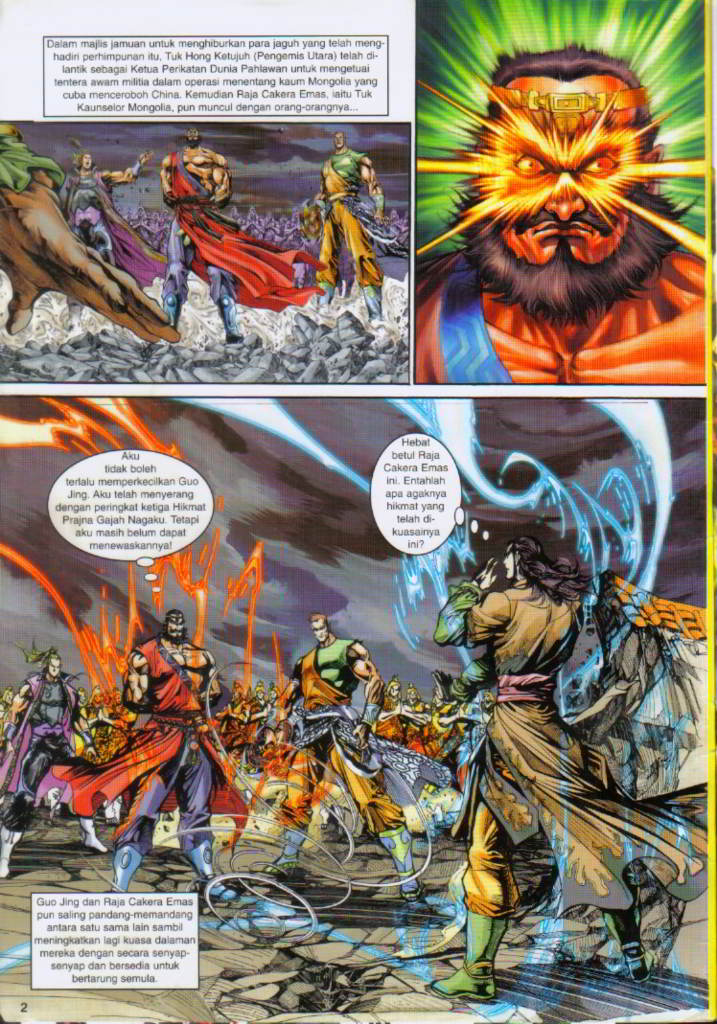 Dalam majlis jamuan untuk menghiburkan para jaguh yang telah meng-
hadiri perhimpunan itu, Tuk Hong Ketujuh (Pengemis Utara) telah di-
lantik sebagai Ketua Perikatan Dunia Pahlawan untuk mengetuai
tentera awam militia dalam operasi menentang kaum Mongolia yang
cuba menceroboh China. Kemudian Raja Cakera Emas, iaitu Tuk
Kaunselor Mongolia, pun muncul dengan orang-orangnya...
Aku
tidak boleh
terlalu memperkecilkan Guo
Jing. Aku telah menyerang
dengan peringkat ketiga Hikmat
Prajna Gajah Nagaku. Tetapi
aku masih belum dapat
menewaskannya!
Hebat
betul Raja
Cakera Emas
ini. Entahlah
apa agaknya
hikmat yang
telah di-
kuasainya
ini?
Guo Jing dan Raja Cakera Emas
pun saling pandang-memandang
antara satu sama lain sambil
meningkatkan lagi kuasa dalaman
mereka dengan secara senyap-
senyap dan bersedia untuk
bertarung semula.
2